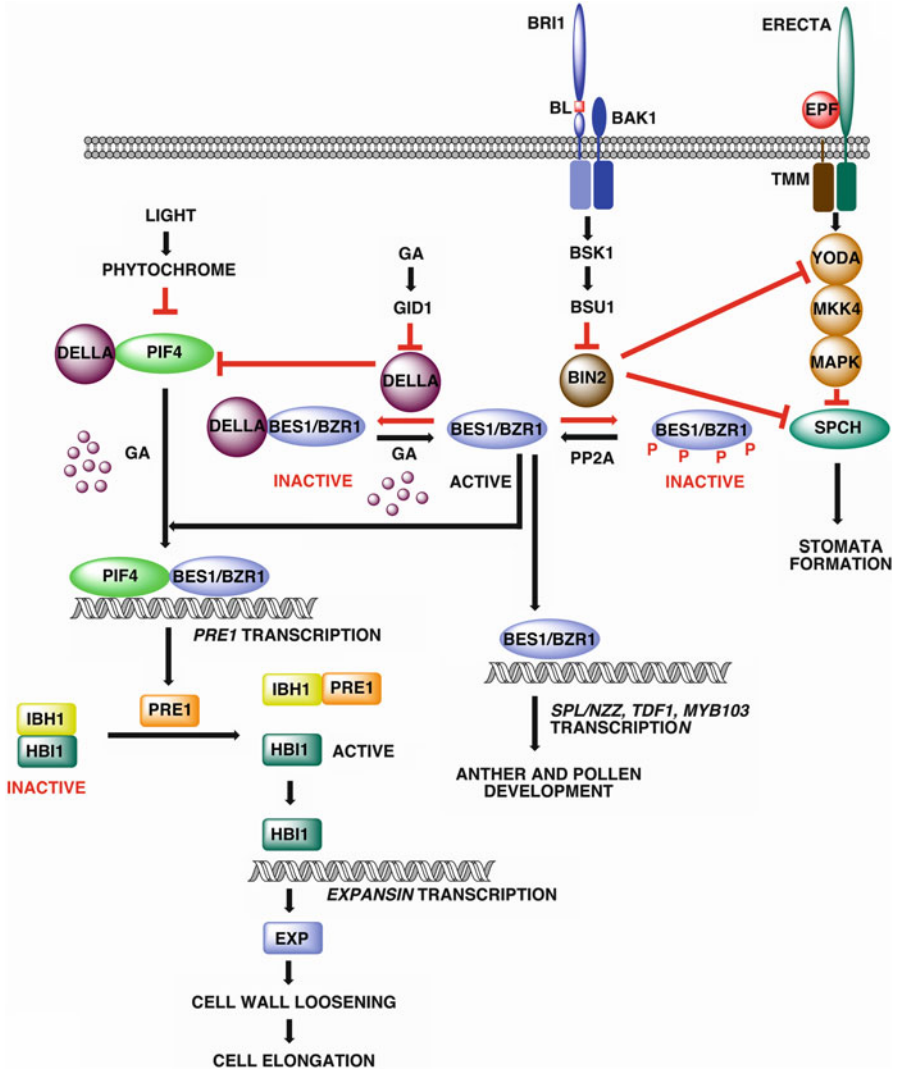 BRI1
ERECTA
BL
BAK1
EPF
TMM
LIGHT
PHYTOCHROME
GA
GID1
BSK1
BSU1
YODA
MKK4
MAPK
DELLA
PIF4
DELLA
BIN2
DELLA
BES1/BZR1
BES1/BZR1
BES1/BZR1
P
P
P
P
SPCH
GA
INACTIVE
GA
ACTIVE
PP2A
INACTIVE
STOMATA
FORMATION
PIF4
BES1/BZR1
PRE1 TRANSCRIPTION
BES1/BZR1
SPL/NZZ, TDF1, MYB103
TRANSCRIPTION
ANTHER AND POLLEN
DEVELOPMENT
IBH1
HBI1
INACTIVE
PRE1
IBH1
PRE1
HBI1
ACTIVE
HBI1
EXPANSIN TRANSCRIPTION
EXP
CELL WALL LOOSENING
CELL ELONGATION